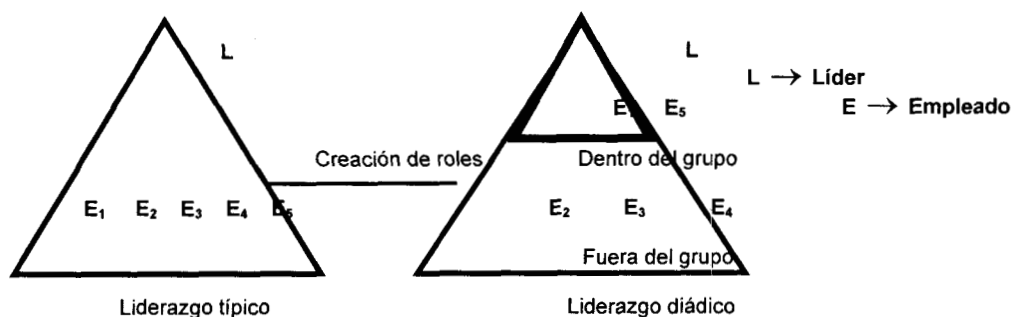 L
L
L → Líder
E E₅
E → Empleado
Creación de roles
Dentro del grupo
E₁ E₂ E₃ E₄ E₅
E₂ E₃ E₄
Fuera del grupo
Liderazgo típico
Liderazgo diádico